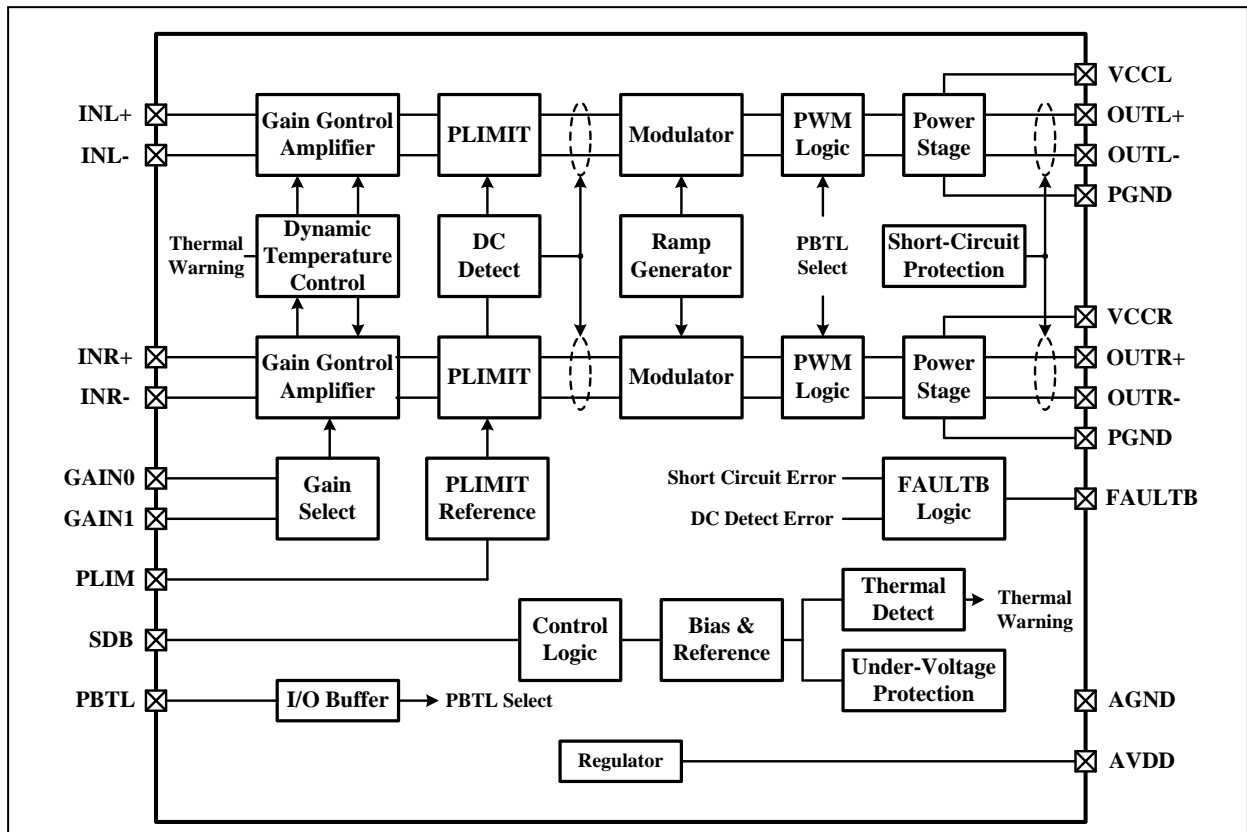 VCCL
INL+
Gain Gontrol
Amplifier
PLIMIT
Modulator
PWM
Logic
Power
Stage
OUTL+
INL-
OUTL-
PGND
Thermal
Warning
Dynamic
Temperature
Control
DC
Detect
Ramp
Generator
PBTL
Select
Short-Circuit
Protection
VCCR
INR+
Gain Gontrol
Amplifier
PLIMIT
Modulator
PWM
Logic
Power
Stage
OUTR+
INR-
OUTR-
PGND
GAIN0
Gain
Select
PLIMIT
Reference
Short Circuit Error
FAULTB
Logic
FAULTB
GAIN1
DC Detect Error
PLIM
Thermal
Detect
Thermal
Warning
SDB
Control
Logic
Bias &
Reference
Under-Voltage
Protection
PBTL
I/O Buffer
PBTL Select
AGND
Regulator
AVDD